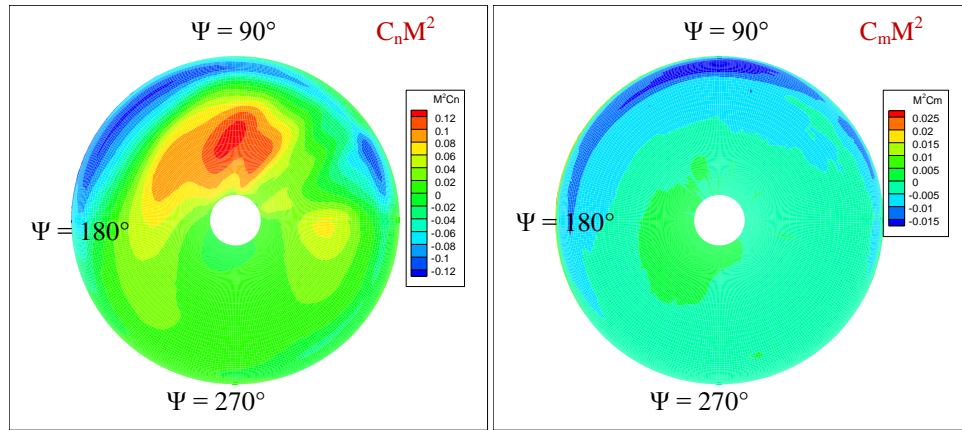 Ψ = 90°
CₙM²
M²Cn
0.12
0.1
0.08
0.06
0.04
0.02
0
-0.02
-0.04
-0.06
-0.08
-0.1
-0.12
Ψ = 180°
Ψ = 270°
Ψ = 90°
CₘM²
M²Cm
0.025
0.02
0.015
0.01
0.005
0
-0.005
-0.01
-0.015
Ψ = 180°
Ψ = 270°